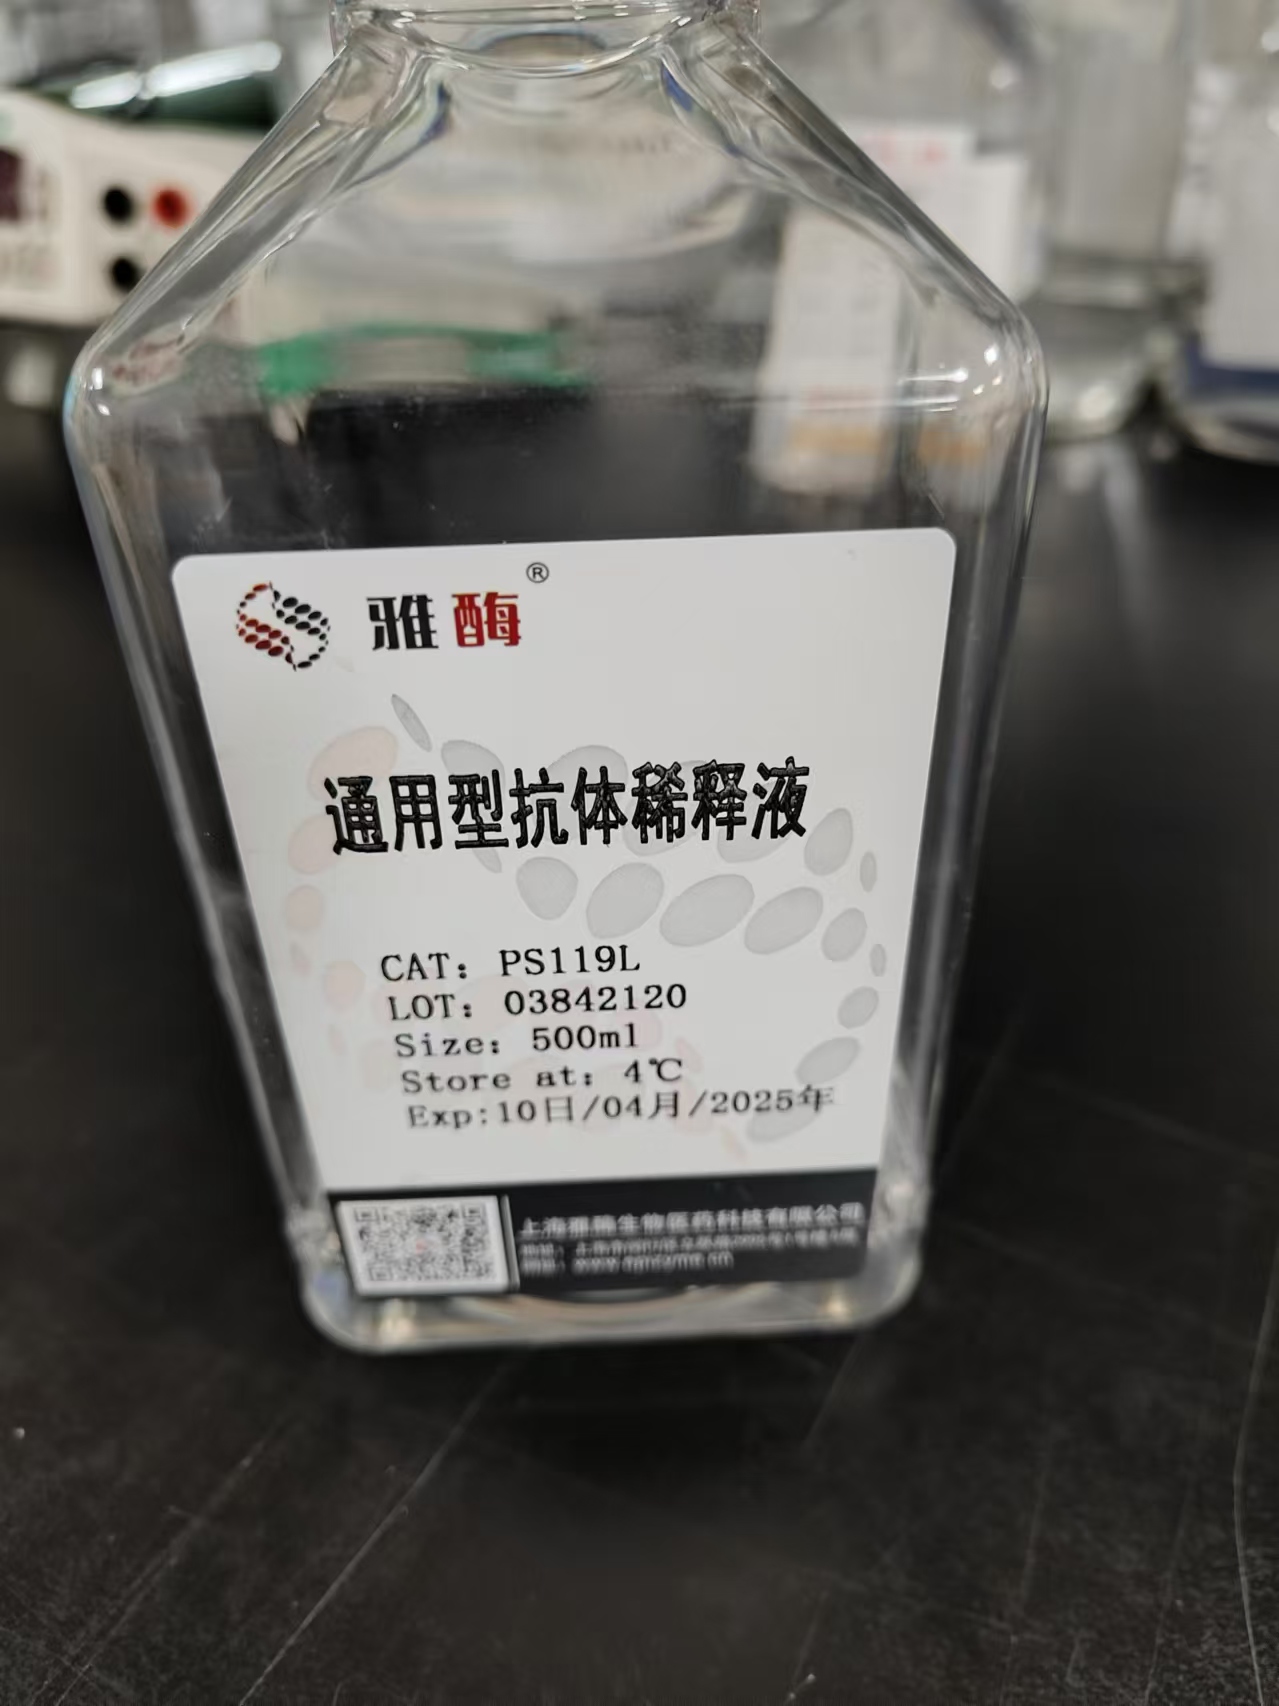 雅酶®
通用型抗体稀释液
CAT: PS119L
LOT: 03842120
Size: 500ml
Store at: 4℃
Exp:10日/04月/2025年
上海雅酶生物医药科技有限公司